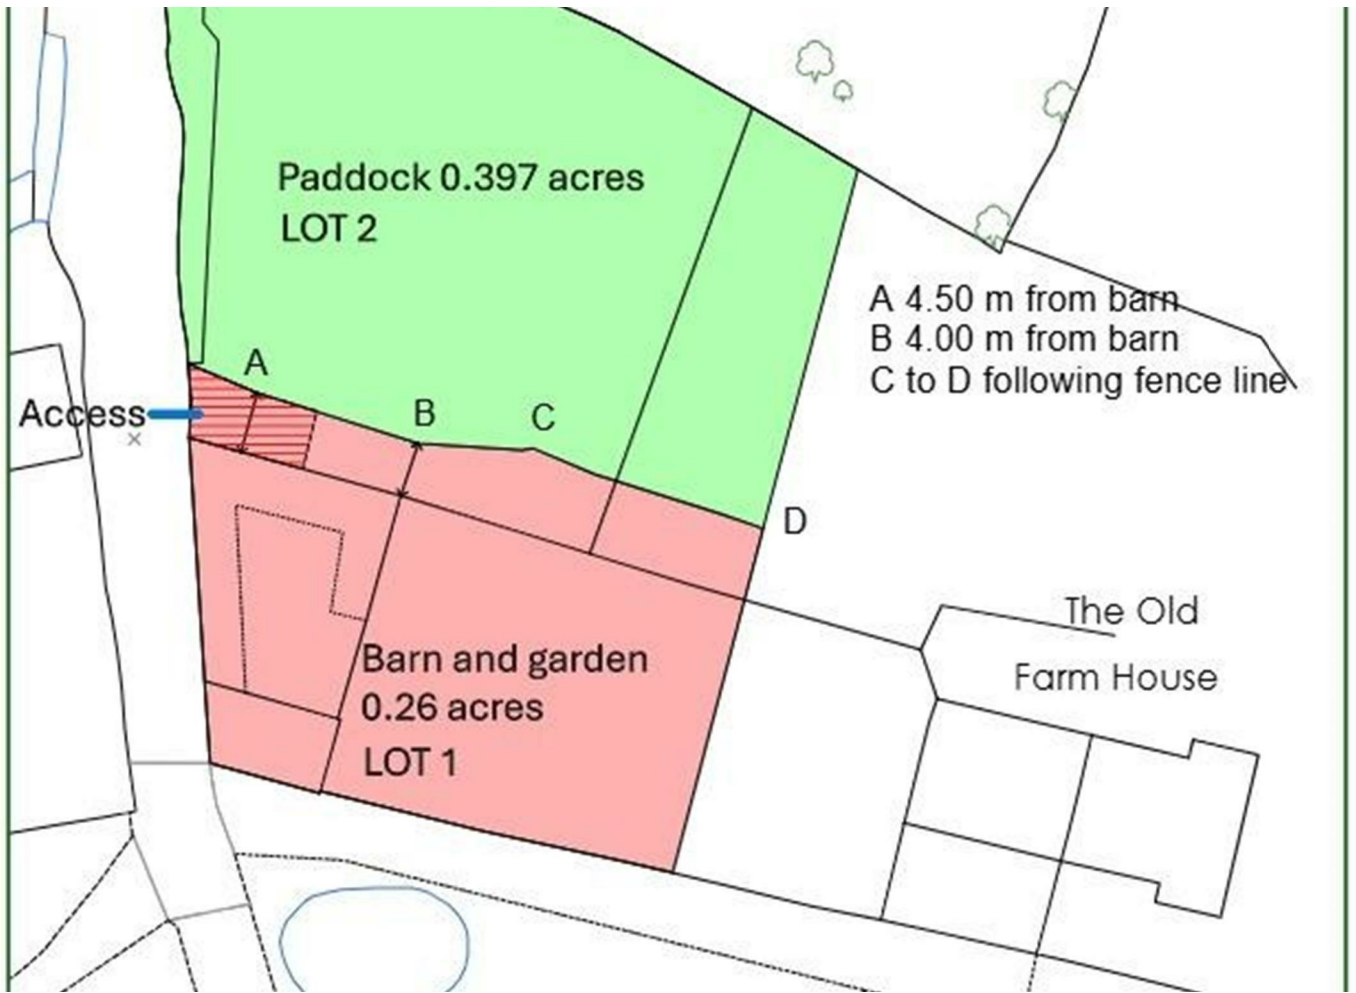 Paddock 0.397 acres
LOT 2
A 4.50 m from barn
B 4.00 m from barn
C to D following fence line
A
Access
B
C
D
The Old
Farm House
Barn and garden
0.26 acres
LOT 1